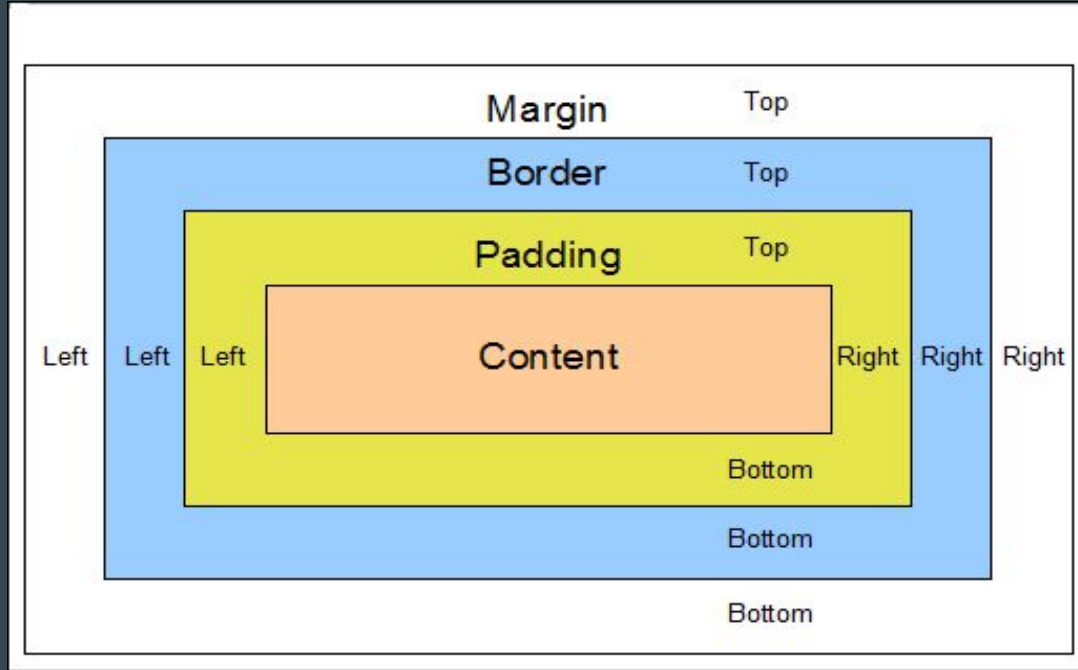 Margin Top
Border Top
Padding Top
Left Left Left Content Right Right Right
Bottom
Bottom
Bottom